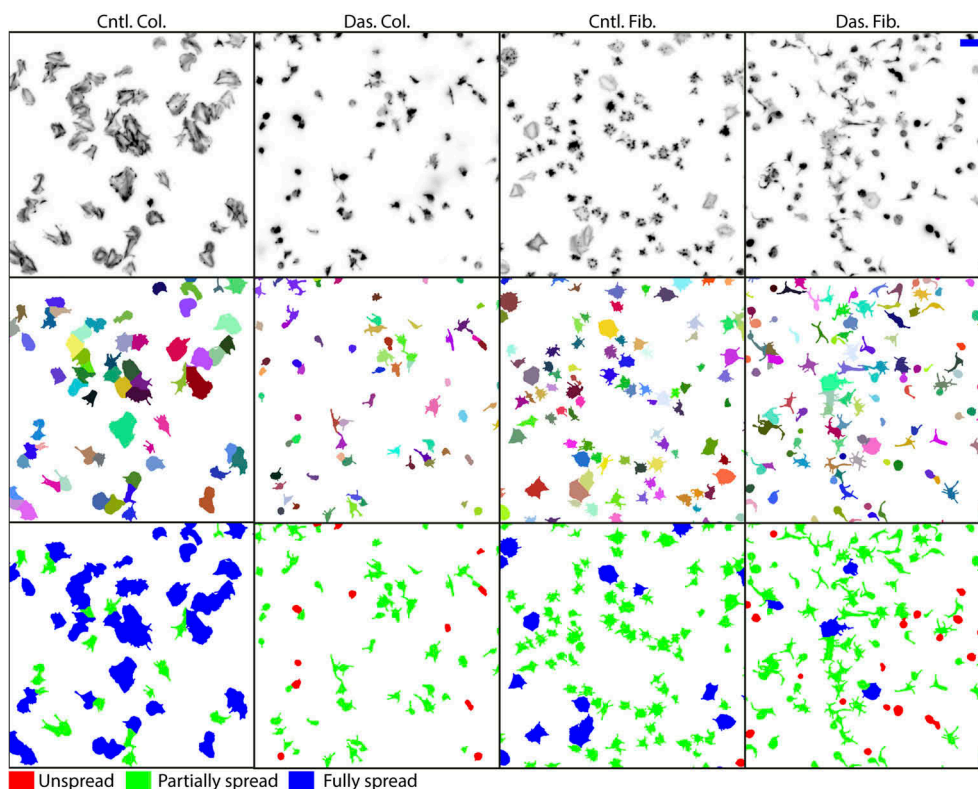 Cntl. Col. Das. Col. Cntl. Fib. Das. Fib.
Unspread Partially spread Fully spread